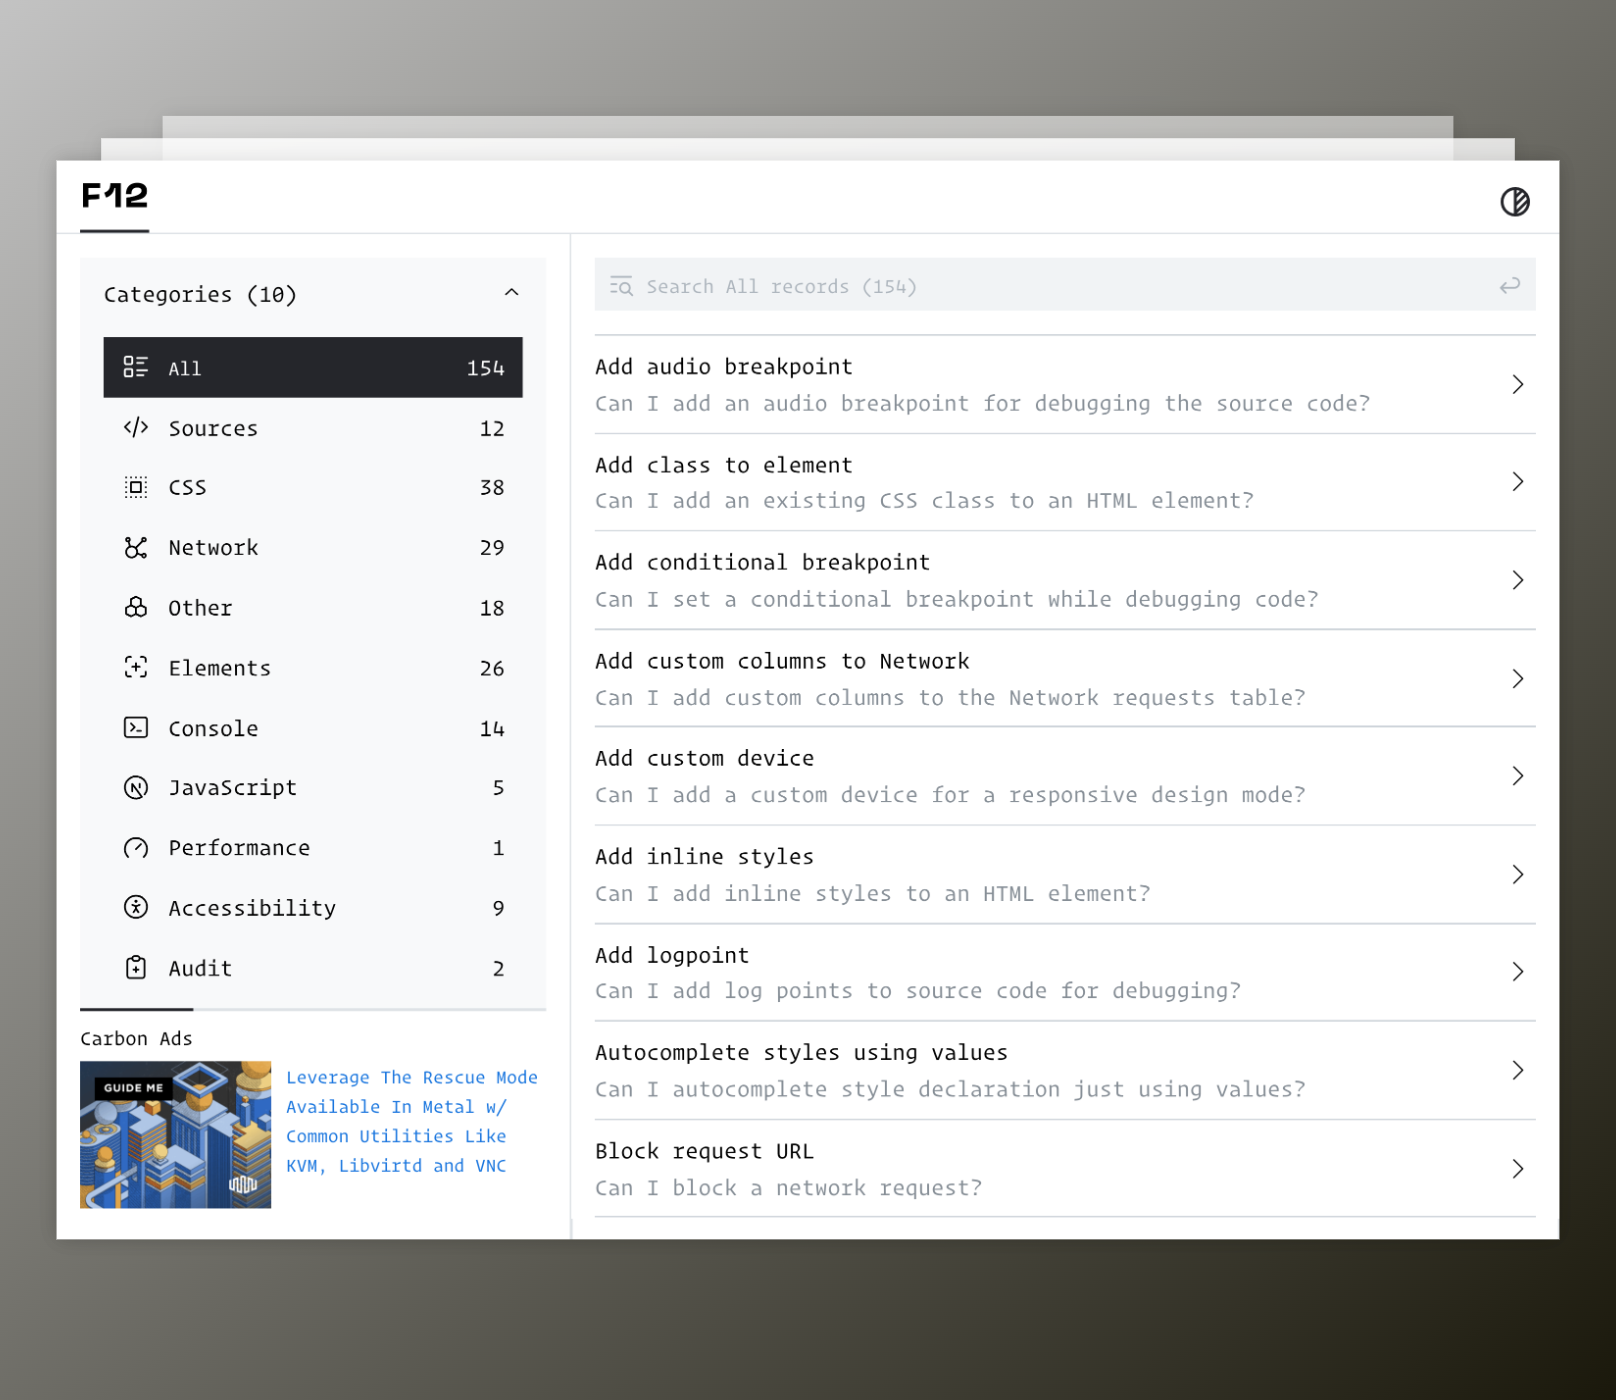 F12
Categories (10)
All 154
Sources 12
CSS 38
Network 29
Other 18
Elements 26
Console 14
JavaScript 5
Performance 1
Accessibility 9
Audit 2
Carbon Ads
GUIDE ME
Leverage The Rescue Mode
Available In Metal w/
Common Utilities Like
KVM, Libvirtd and VNC
Search All records (154)
Add audio breakpoint
Can I add an audio breakpoint for debugging the source code?
Add class to element
Can I add an existing CSS class to an HTML element?
Add conditional breakpoint
Can I set a conditional breakpoint while debugging code?
Add custom columns to Network
Can I add custom columns to the Network requests table?
Add custom device
Can I add a custom device for a responsive design mode?
Add inline styles
Can I add inline styles to an HTML element?
Add logpoint
Can I add log points to source code for debugging?
Autocomplete styles using values
Can I autocomplete style declaration just using values?
Block request URL
Can I block a network request?